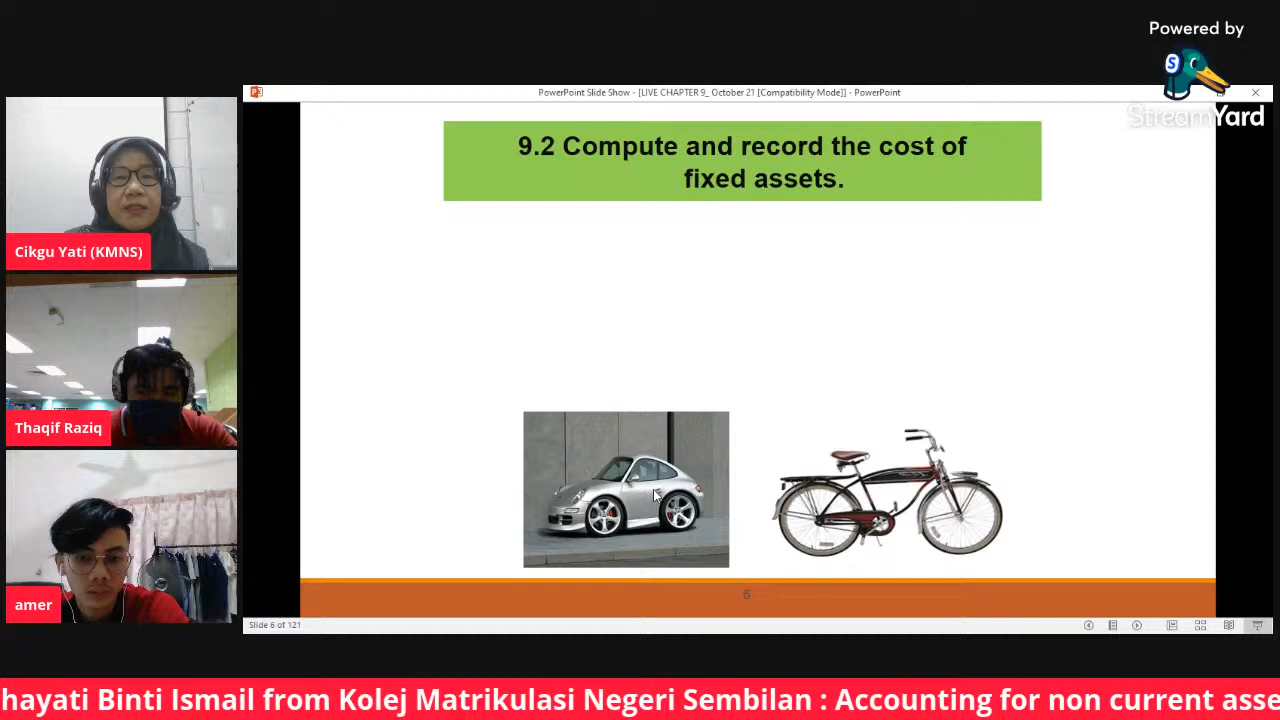 Powered by
StreamYard
PowerPoint Slide Show - [LIVE CHAPTER 9_ October 21 [Compatibility Mode]] - PowerPoint
9.2 Compute and record the cost of
fixed assets.
Cikgu Yati (KMNS)
Thaqif Raziq
amer
6
Slide 6 of 121
hayati Binti Ismail from Kolej Matrikulasi Negeri Sembilan : Accounting for non current asse